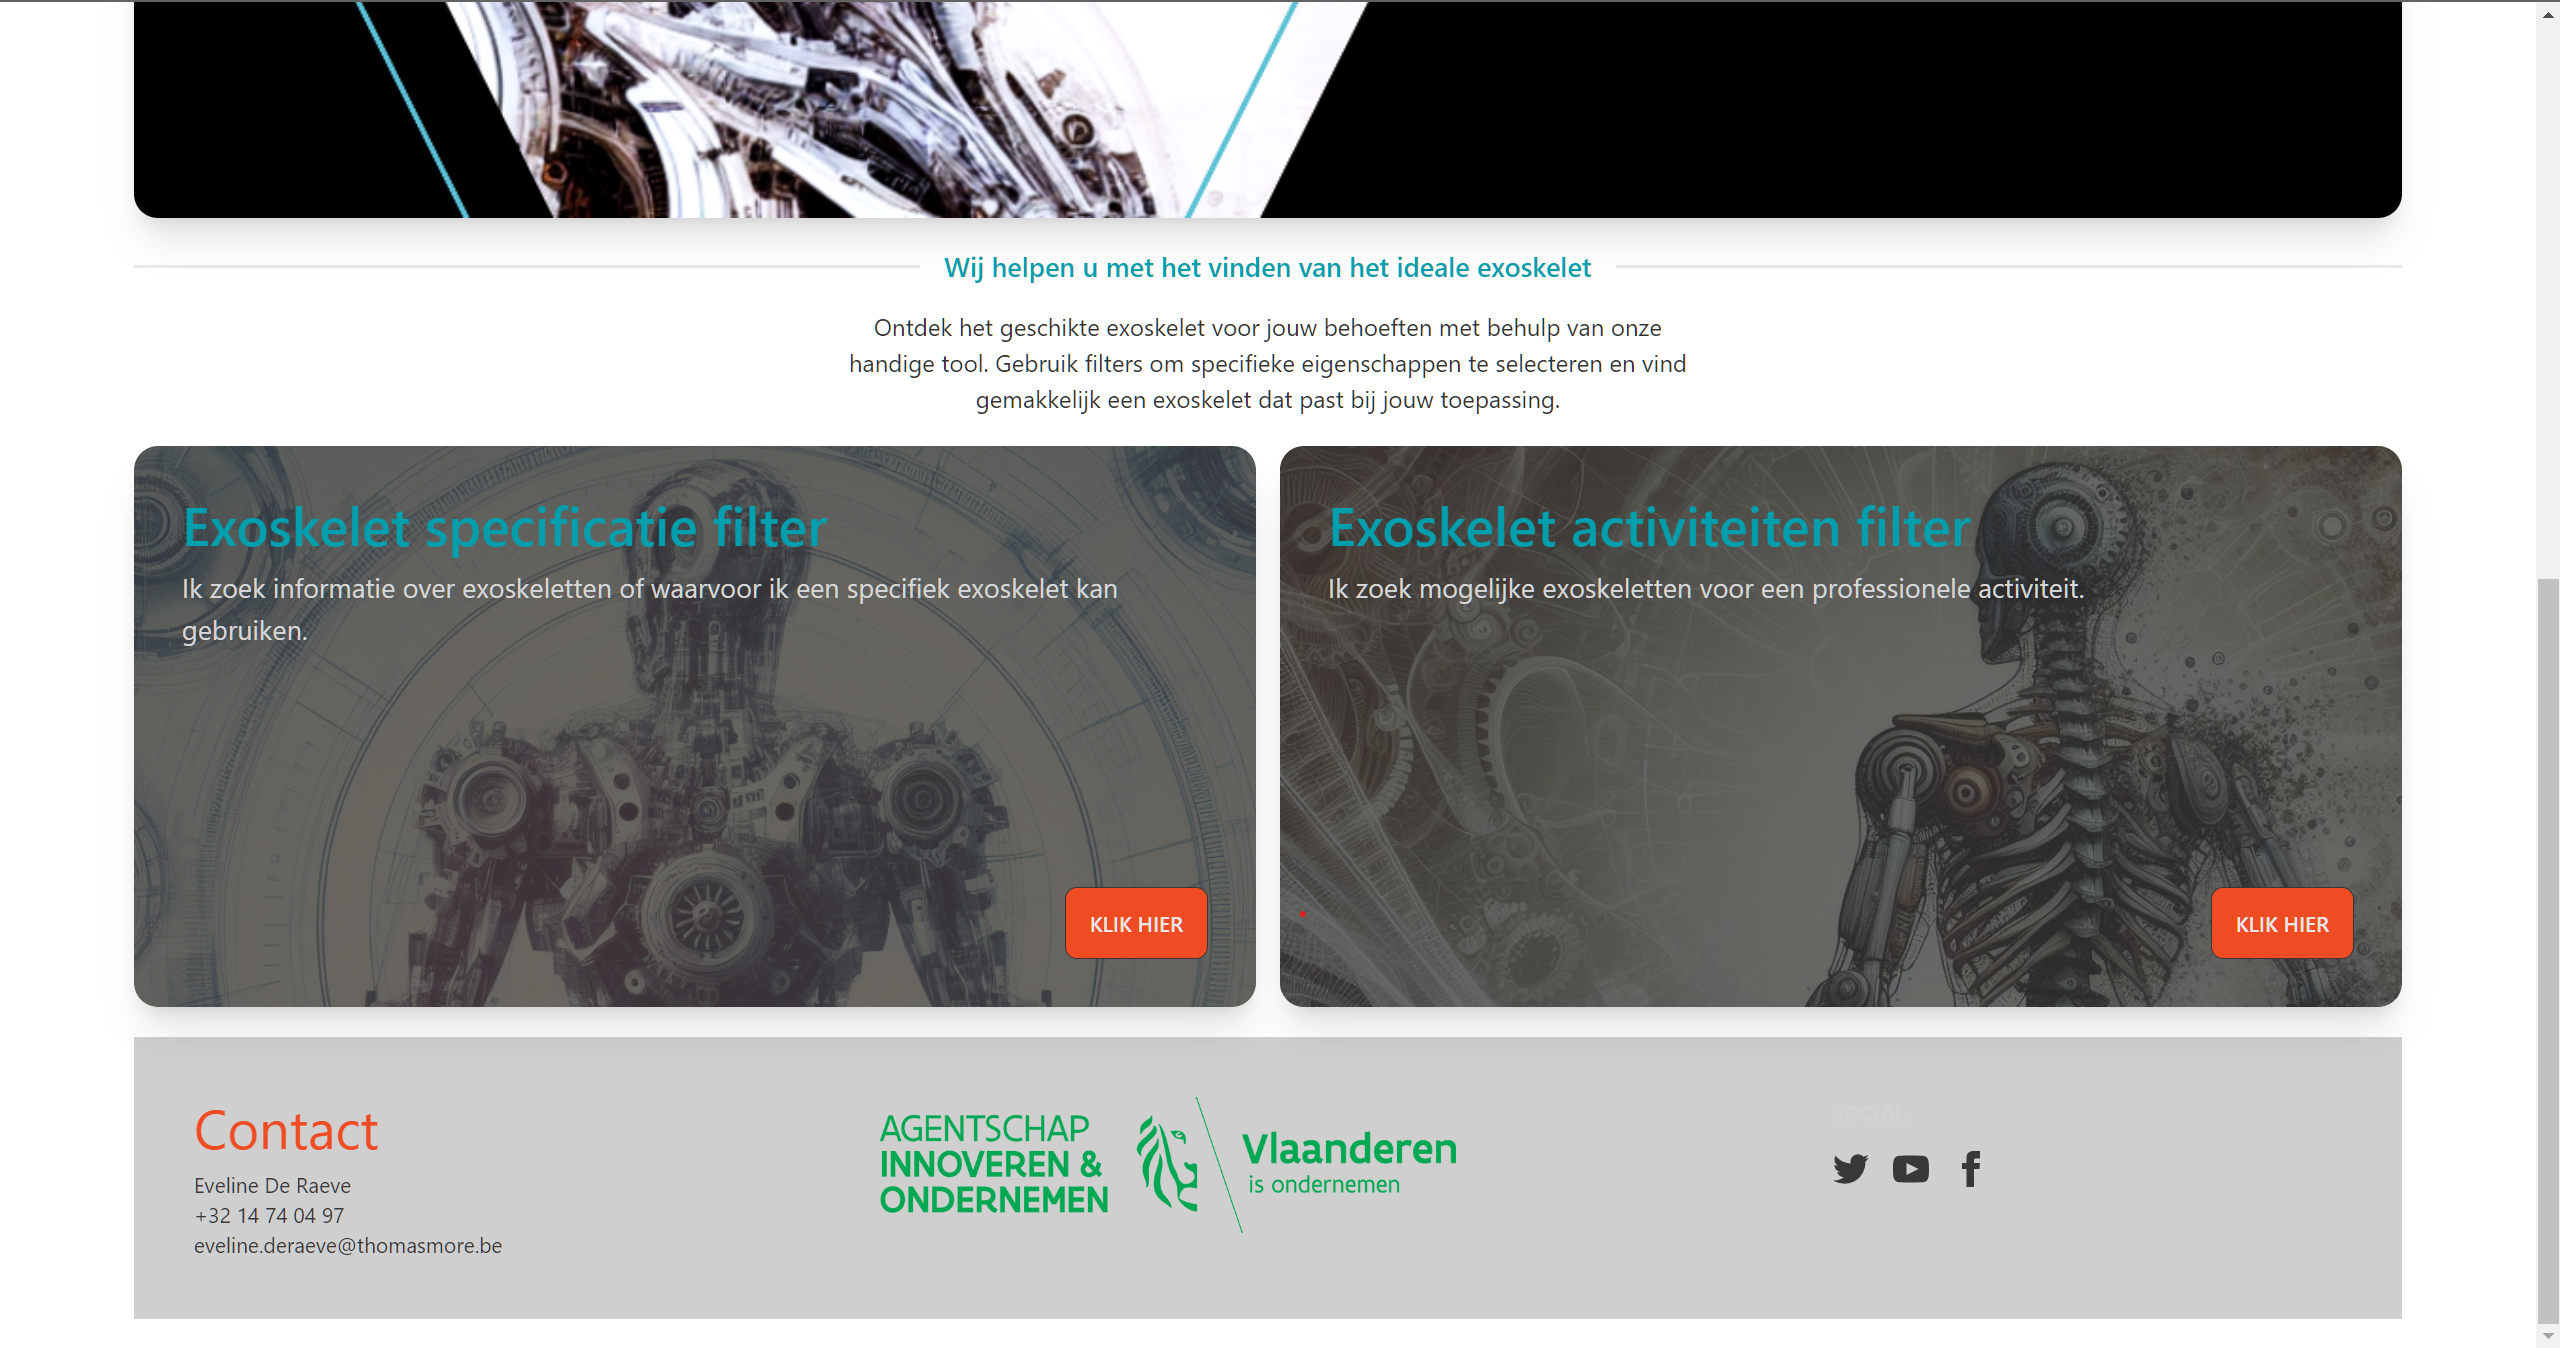 Wij helpen u met het vinden van het ideale exoskelet
Ontdek het geschikte exoskelet voor jouw behoeften met behulp van onze
handige tool. Gebruik filters om specifieke eigenschappen te selecteren en vind
gemakkelijk een exoskelet dat past bij jouw toepassing.
Exoskelet specificatie filter
Ik zoek informatie over exoskeletten of waarvoor ik een specifiek exoskelet kan
gebruiken.
KLIK HIER
Exoskelet activiteiten filter
Ik zoek mogelijke exoskeletten voor een professionele activiteit.
KLIK HIER
Contact
Eveline De Raeve
+32 14 74 04 97
eveline.deraeve@thomasmore.be
AGENTSCHAP
INNOVEREN &
ONDERNEMEN
Vlaanderen
is ondernemen
SOCIAL